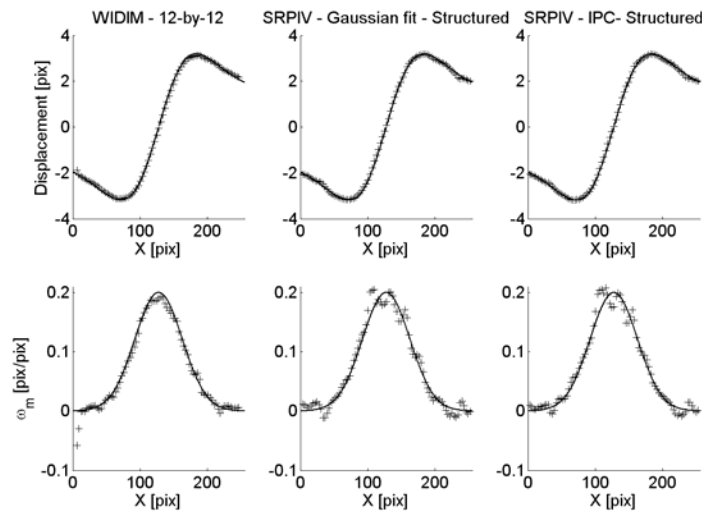 WIDIM - 12-by-12
SRPIV - Gaussian fit - Structured
SRPIV - IPC- Structured
Displacement [pix]
4
2
0
-2
-4
0 100 200
X [pix]
4
2
0
-2
-4
0 100 200
X [pix]
4
2
0
-2
-4
0 100 200
X [pix]
ω_m [pix/pix]
0.2
0.1
0
-0.1
0 100 200
X [pix]
0.2
0.1
0
-0.1
0 100 200
X [pix]
0.2
0.1
0
-0.1
0 100 200
X [pix]